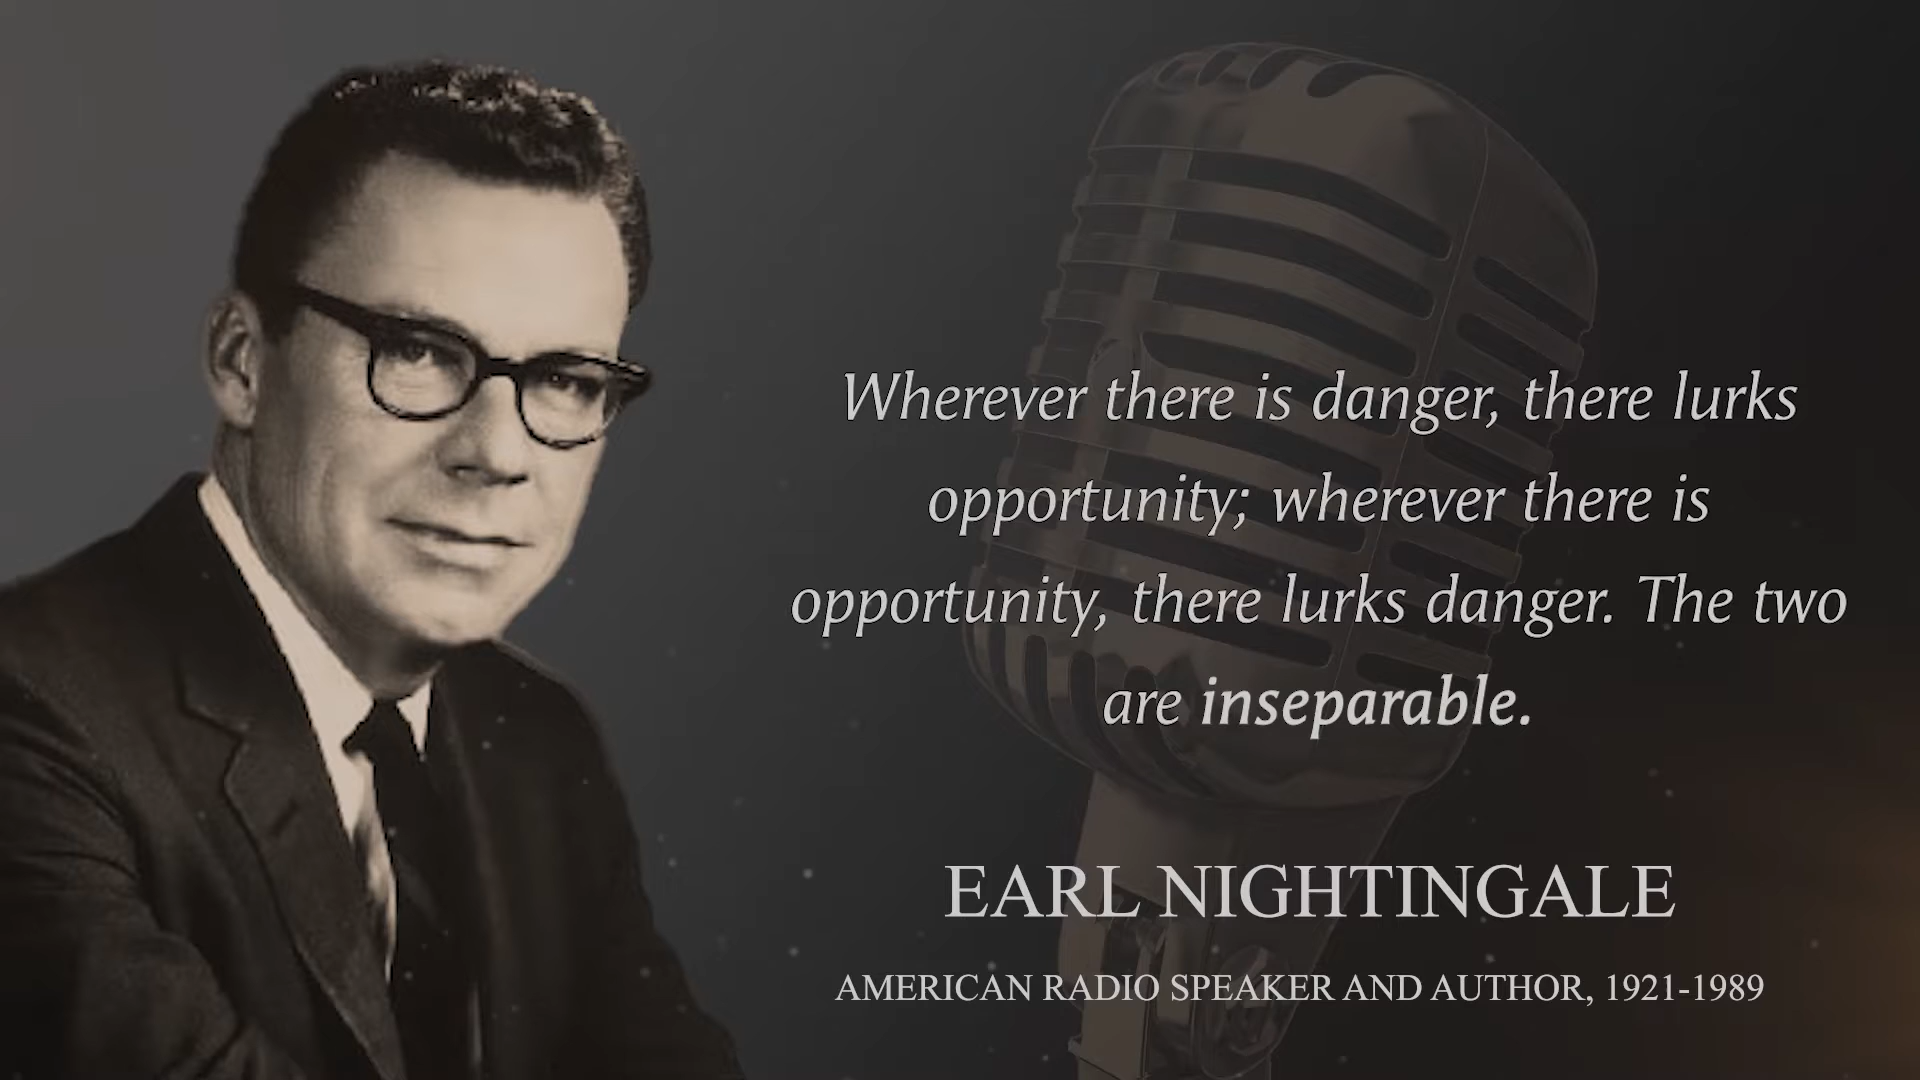 Wherever there is danger, there lurks
opportunity; wherever there is
opportunity, there lurks danger. The two
are inseparable.
EARL NIGHTINGALE
AMERICAN RADIO SPEAKER AND AUTHOR, 1921-1989